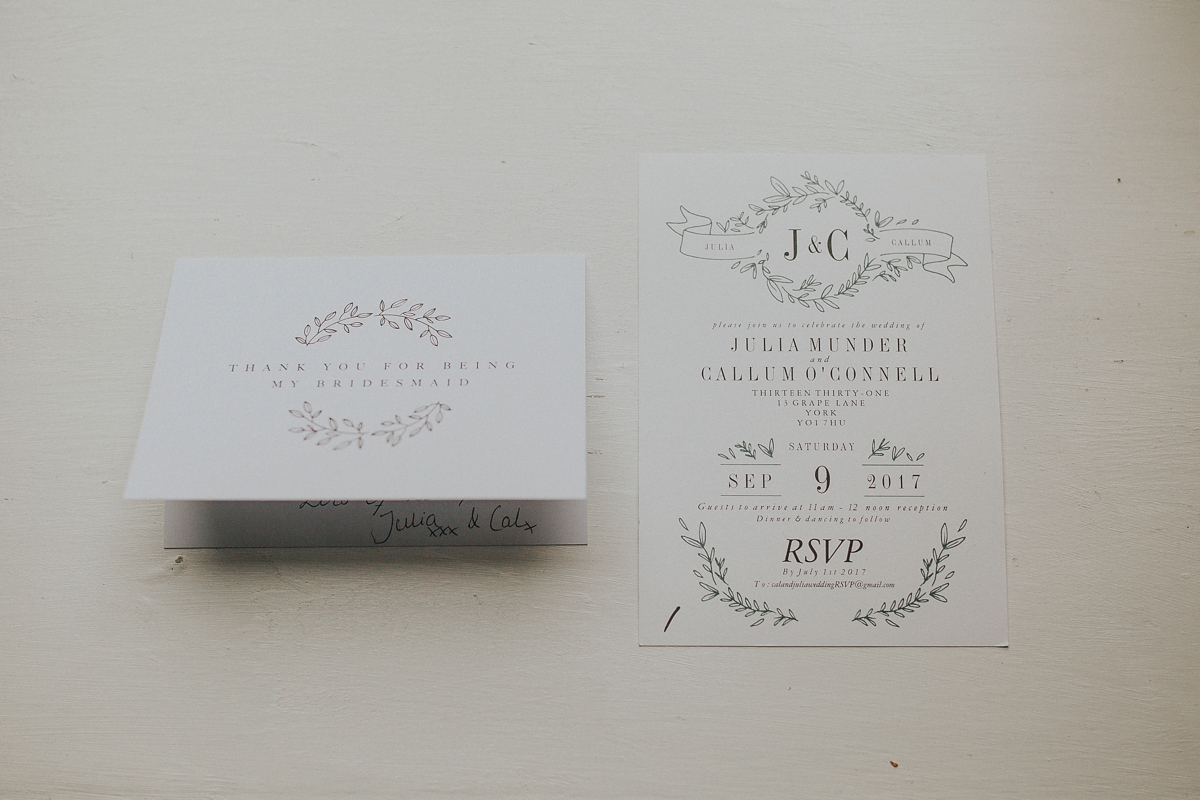 THANK YOU FOR BEING
MY BRIDESMAID
Julia & Cal x
xxx
JULIA
J & C
CALLUM
please join us to celebrate the wedding of
JULIA MUNDER
and
CALLUM O'CONNELL
THIRTEEN THIRTY-ONE
13 GRAPE LANE
YORK
YO1 7HU
SATURDAY
SEP 9 2017
Guests to arrive at 11am - 12 noon reception
Dinner & dancing to follow
RSVP
By July 1st 2017
To: calandjuliaweddingRSVP@gmail.com